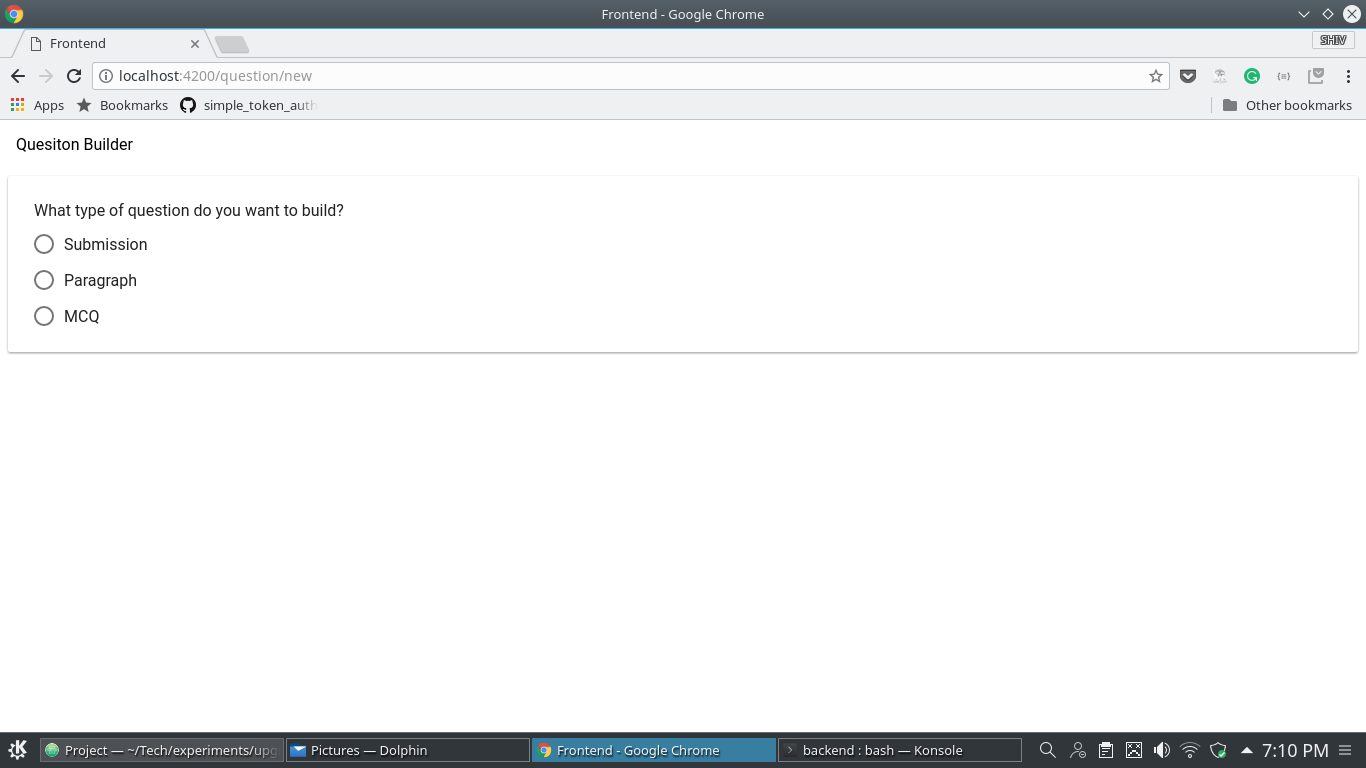 Frontend - Google Chrome
Frontend
SHIV
localhost:4200/question/new
Apps
Bookmarks
simple_token_auth
Other bookmarks
Quesiton Builder
What type of question do you want to build?
Submission
Paragraph
MCQ
Project — ~/Tech/experiments/upg
Pictures — Dolphin
Frontend - Google Chrome
backend : bash — Konsole
7:10 PM